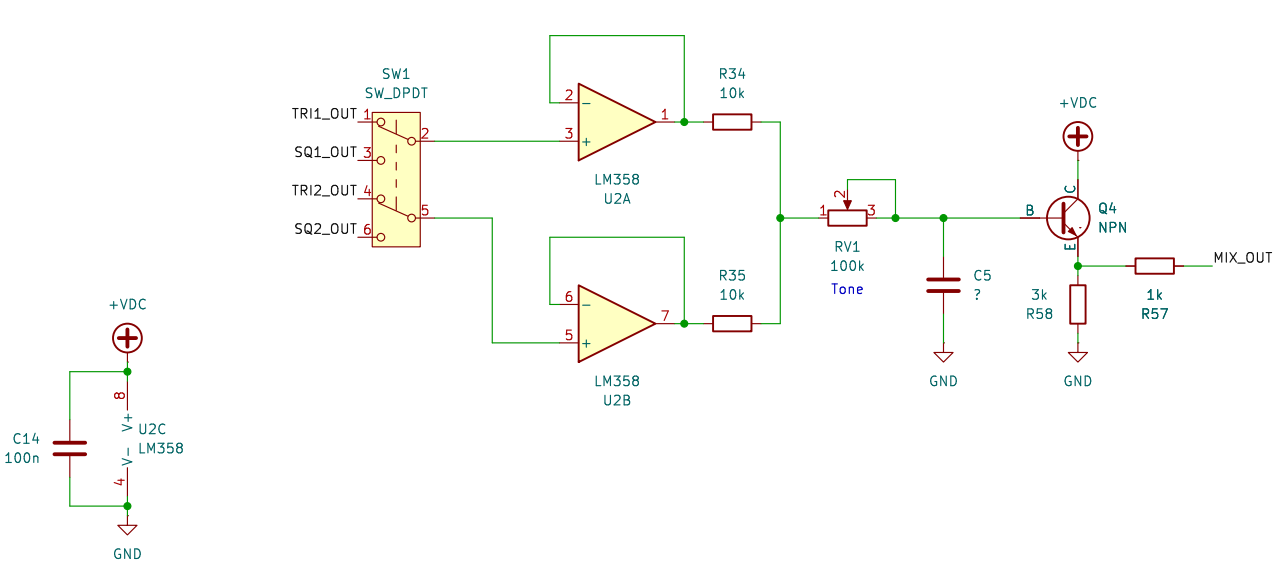 SW1
SW_DPDT
TRI1_OUT 1
2
SQ1_OUT 3
TRI2_OUT 4
5
SQ2_OUT 6
2 −
3 +
1
LM358
U2A
R34
10k
6 −
5 +
7
LM358
U2B
R35
10k
1 2 3
RV1
100k
Tone
C5
?
GND
+VDC
B C E
Q4
NPN
3k
R58
GND
1k
R57
MIX_OUT
+VDC
8 V+
V- 4
U2C
LM358
C14
100n
GND